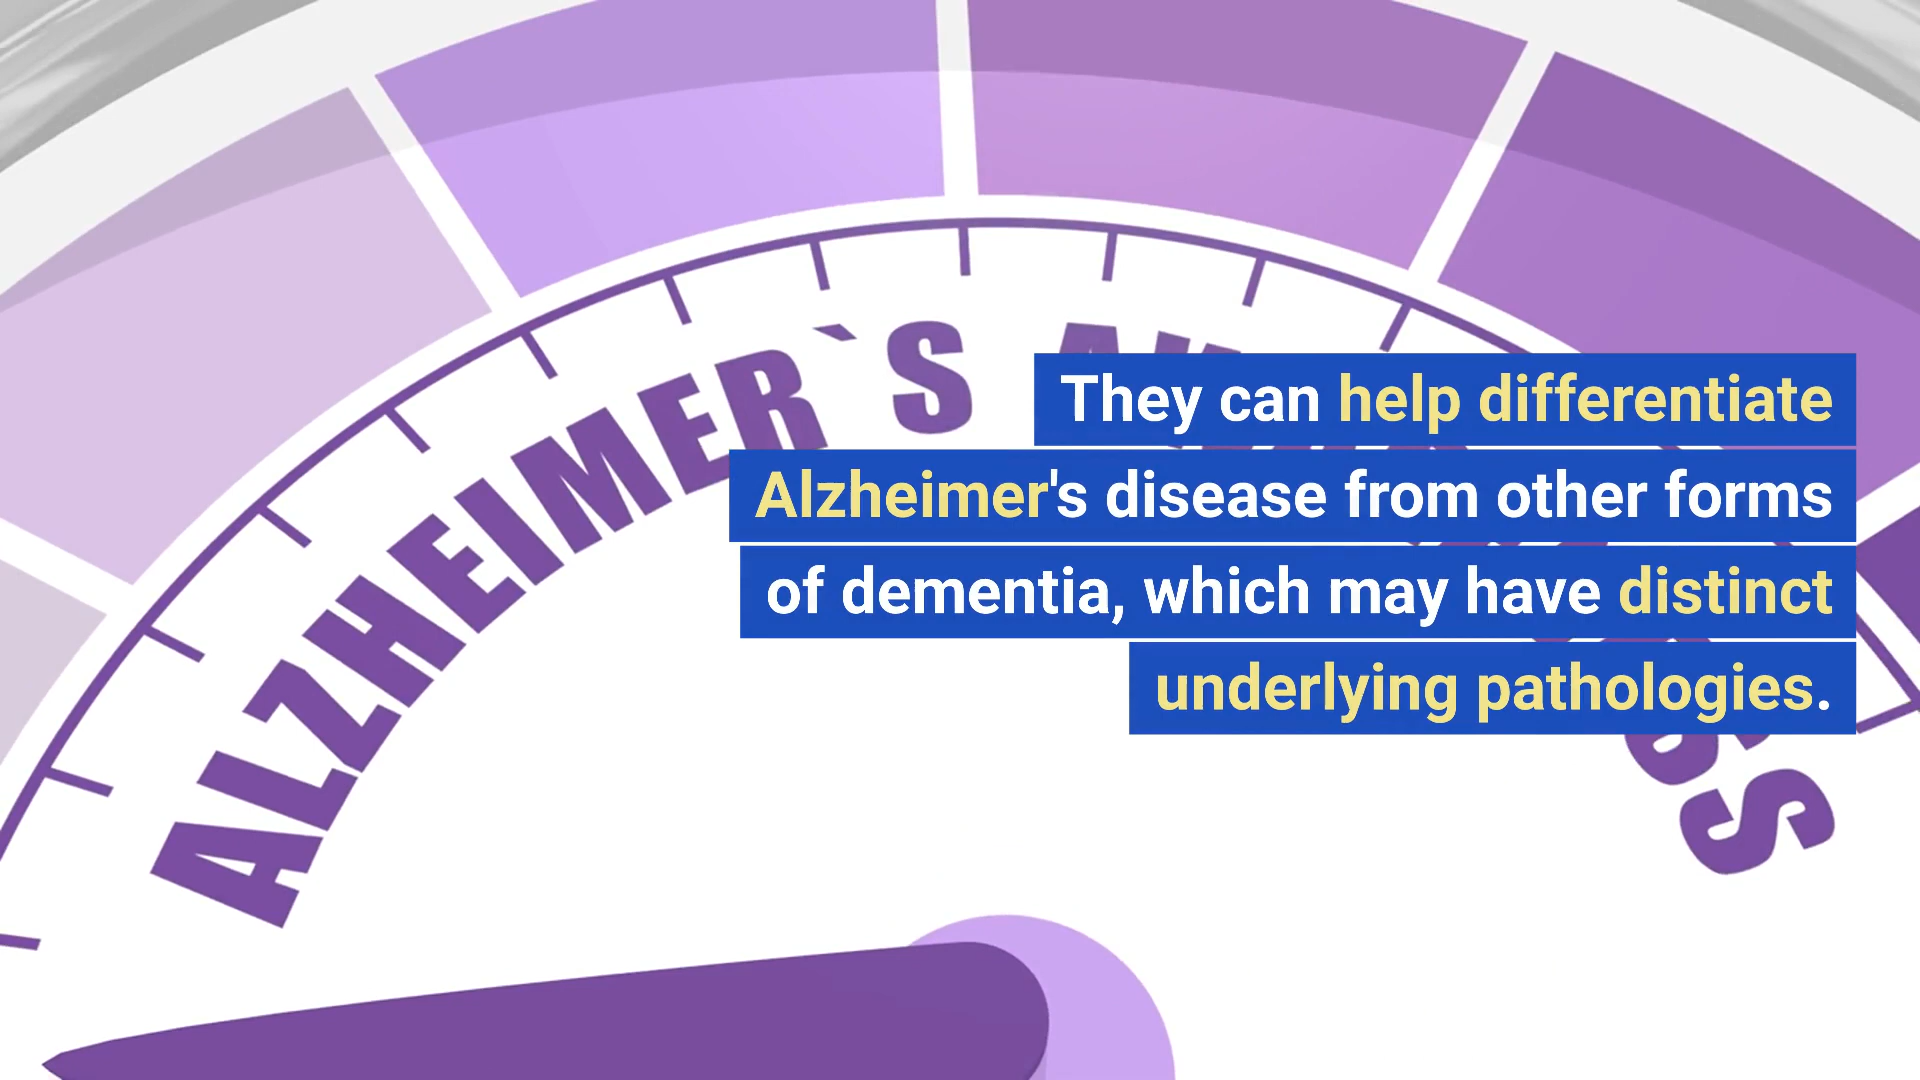 ALZHEIMER`S
They can help differentiate
Alzheimer's disease from other forms
of dementia, which may have distinct
underlying pathologies.